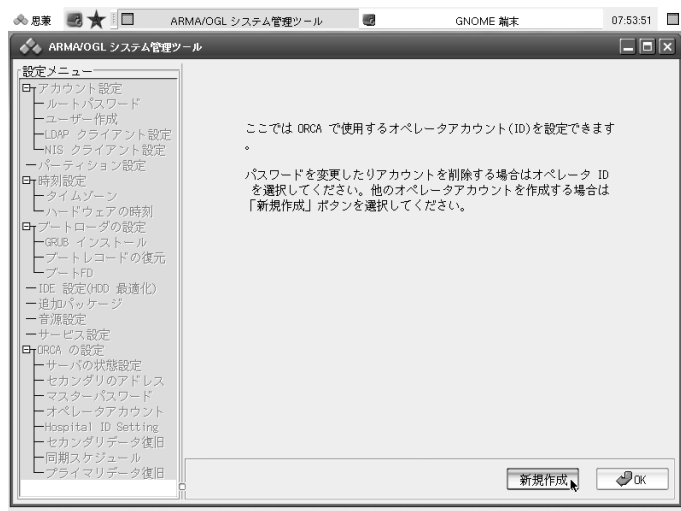 思兼
ARMA/OGL システム管理ツール
GNOME 端末
07:53:51
ARMA/OGL システム管理ツール
設定メニュー
アカウント設定
ルートパスワード
ユーザー作成
LDAP クライアント設定
NIS クライアント設定
パーティション設定
時刻設定
タイムゾーン
ハードウェアの時刻
ブートローダの設定
GRUB インストール
ブートレコードの復元
ブートFD
IDE 設定(HDD 最適化)
追加パッケージ
音源設定
サービス設定
ORCA の設定
サーバの状態設定
セカンダリのアドレス
マスターパスワード
オペレータアカウント
Hospital ID Setting
セカンダリデータ復旧
同期スケジュール
プライマリデータ復旧
ここでは ORCA で使用するオペレータアカウント(ID)を設定できます
。
パスワードを変更したりアカウントを削除する場合はオペレータ ID
を選択してください。他のオペレータアカウントを作成する場合は
「新規作成」ボタンを選択してください。
新規作成
OK